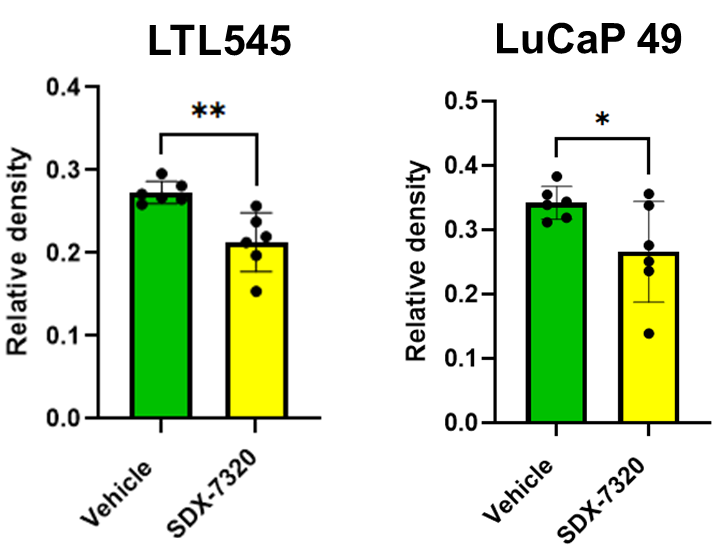 LTL545
Relative density
0.4
0.3
0.2
0.1
0.0
**
Vehicle
SDX-7320
LuCaP 49
Relative density
0.5
0.4
0.3
0.2
0.1
0.0
*
Vehicle
SDX-7320